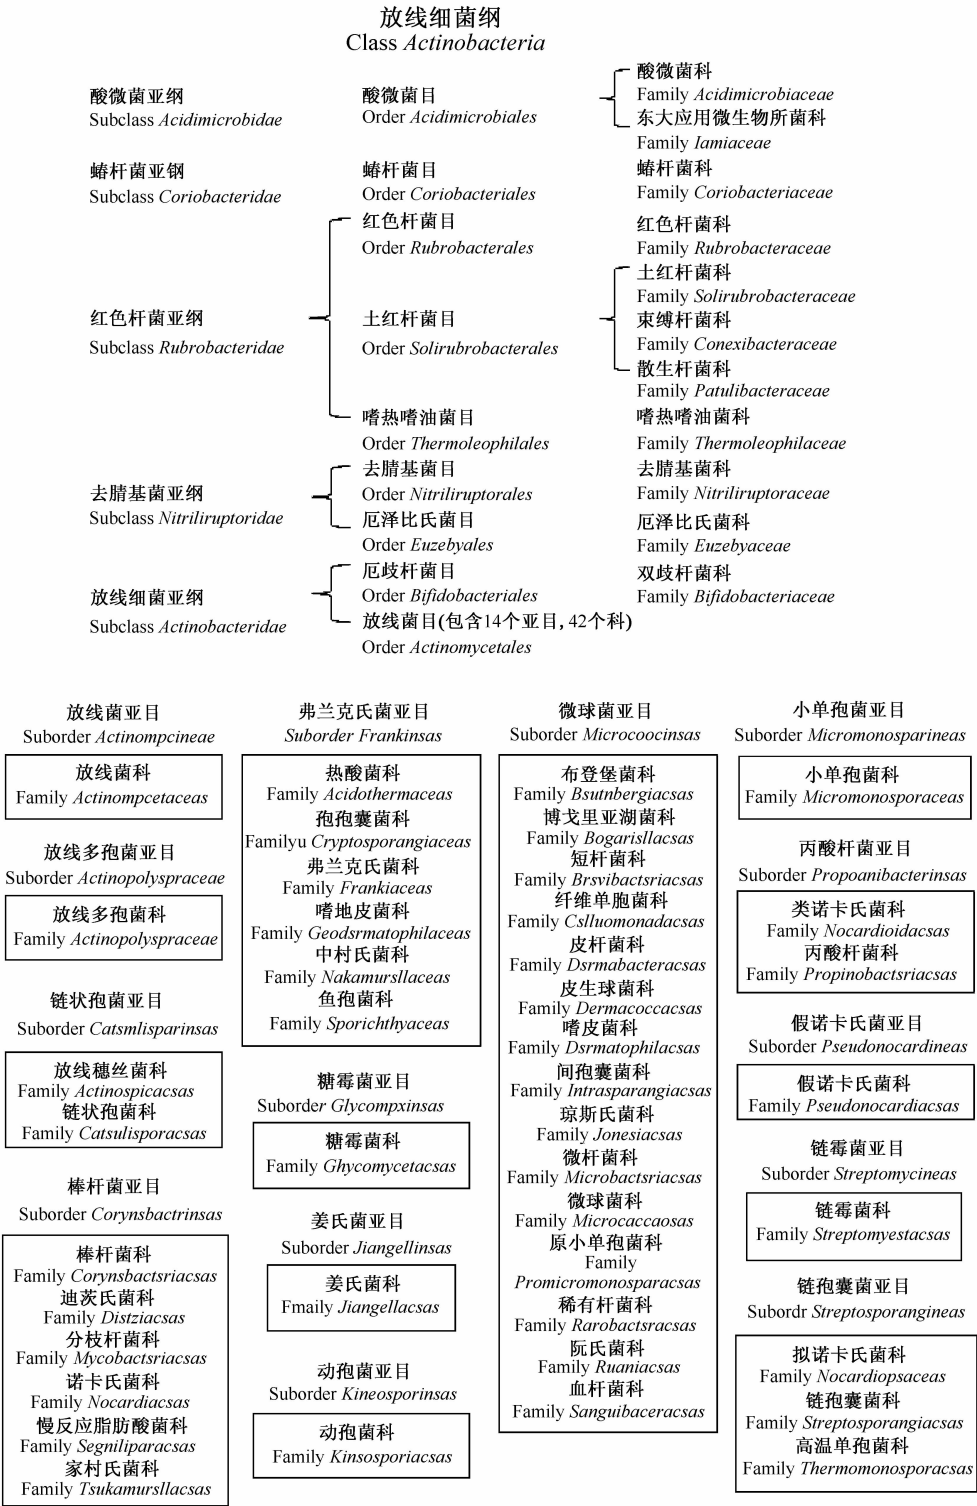 放线细菌纲
Class Actinobacteria
酸微菌亚纲
Subclass Acidimicrobidae
酸微菌目
Order Acidimicrobiales
酸微菌科
Family Acidimicrobiaceae
东大应用微生物所菌科
Family Iamiaceae
蝽杆菌亚钢
Subclass Coriobacteridae
蝽杆菌目
Order Coriobacteriales
蝽杆菌科
Family Coriobacteriaceae
红色杆菌亚纲
Subclass Rubrobacteridae
红色杆菌目
Order Rubrobacterales
红色杆菌科
Family Rubrobacteraceae
土红杆菌目
Order Solirubrobacterales
土红杆菌科
Family Solirubrobacteraceae
束缚杆菌科
Family Conexibacteraceae
散生杆菌科
Family Patulibacteraceae
嗜热嗜油菌目
Order Thermoleophilales
嗜热嗜油菌科
Family Thermoleophilaceae
去腈基菌亚纲
Subclass Nitriliruptoridae
去腈基菌目
Order Nitriliruptorales
去腈基菌科
Family Nitriliruptoraceae
厄泽比氏菌目
Order Euzebyales
厄泽比氏菌科
Family Euzebyaceae
放线细菌亚纲
Subclass Actinobacteridae
厄歧杆菌目
Order Bifidobacteriales
双歧杆菌科
Family Bifidobacteriaceae
放线菌目(包含14个亚目, 42个科)
Order Actinomycetales
放线菌亚目
Suborder Actinompcineae
放线菌科
Family Actinompcetaceas
放线多孢菌亚目
Suborder Actinopolyspraceae
放线多孢菌科
Family Actinopolyspraceae
链状孢菌亚目
Suborder Catsmlisparinsas
放线穗丝菌科
Family Actinospicacsas
链状孢菌科
Family Catsulisporacsas
棒杆菌亚目
Suborder Corynsbactrinsas
棒杆菌科
Family Corynsbactsriacsas
迪茨氏菌科
Family Distziacsas
分枝杆菌科
Family Mycobactsriacsas
诺卡氏菌科
Family Nocardiacsas
慢反应脂肪酸菌科
Family Segniliparacsas
家村氏菌科
Family Tsukamursllacsas
弗兰克氏菌亚目
Suborder Frankinsas
热酸菌科
Family Acidothermaceas
孢孢囊菌科
Familyu Cryptosporangiaceas
弗兰克氏菌科
Family Frankiaceas
嗜地皮菌科
Family Geodsrmatophilaceas
中村氏菌科
Family Nakamursllaceas
鱼孢菌科
Family Sporichthyaceas
糖霉菌亚目
Suborder Glycompxinsas
糖霉菌科
Family Ghycomycetacsas
姜氏菌亚目
Suborder Jiangellinsas
姜氏菌科
Fmaily Jiangellacsas
动孢菌亚目
Suborder Kineosporinsas
动孢菌科
Family Kinsosporiacsas
微球菌亚目
Suborder Micrococinsas
布登堡菌科
Family Bsutnbergiacsas
博戈里亚湖菌科
Family Bogarisllacsas
短杆菌科
Family Brsvibactsriacsas
纤维单胞菌科
Family Cslluomonadacsas
皮杆菌科
Family Dsrmabacteracsas
皮生球菌科
Family Dermacoccacsas
嗜皮菌科
Family Dsrmatophilacsas
间孢囊菌科
Family Intrasparangiacsas
琼斯氏菌科
Family Jonesiacsas
微杆菌科
Family Microbactsriacsas
微球菌科
Family Microcaccaosas
原小单孢菌科
Family
Promicromonosparacsas
稀有杆菌科
Family Rarobactsracsas
阮氏菌科
Family Ruaniacsas
血杆菌科
Family Sanguibaceracsas
小单孢菌亚目
Suborder Micromonosparineas
小单孢菌科
Family Micromonosporaceas
丙酸杆菌亚目
Suborder Propoanibacterinsas
类诺卡氏菌科
Family Nocardioidacsas
丙酸杆菌科
Family Propinobactsriacsas
假诺卡氏菌亚目
Suborder Pseudonocardineas
假诺卡氏菌科
Family Pseudonocardiacsas
链霉菌亚目
Suborder Streptomycineas
链霉菌科
Family Streptomyestacsas
链孢囊菌亚目
Subordr Streptosporangineas
拟诺卡氏菌科
Family Nocardiopsaceas
链孢囊菌科
Family Streptosporangiacsas
高温单孢菌科
Family Thermomonosporacsas